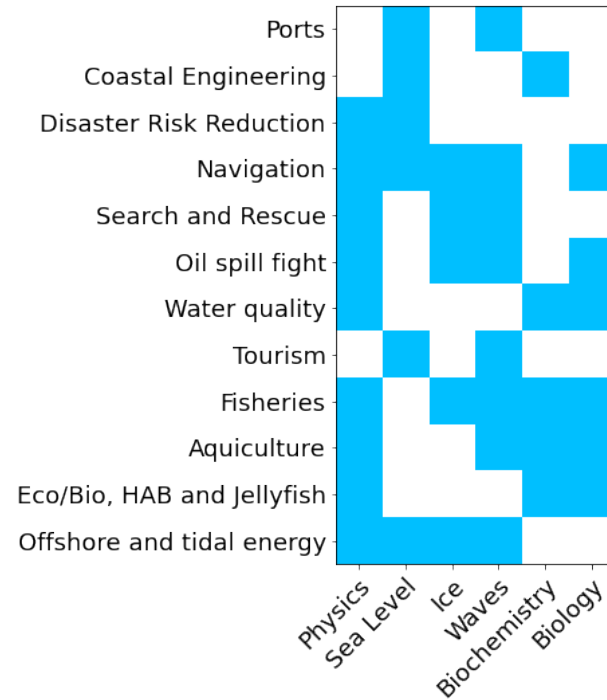 Ports
Coastal Engineering
Disaster Risk Reduction
Navigation
Search and Rescue
Oil spill fight
Water quality
Tourism
Fisheries
Aquiculture
Eco/Bio, HAB and Jellyfish
Offshore and tidal energy
Physics
Sea Level
Ice
Waves
Biochemistry
Biology